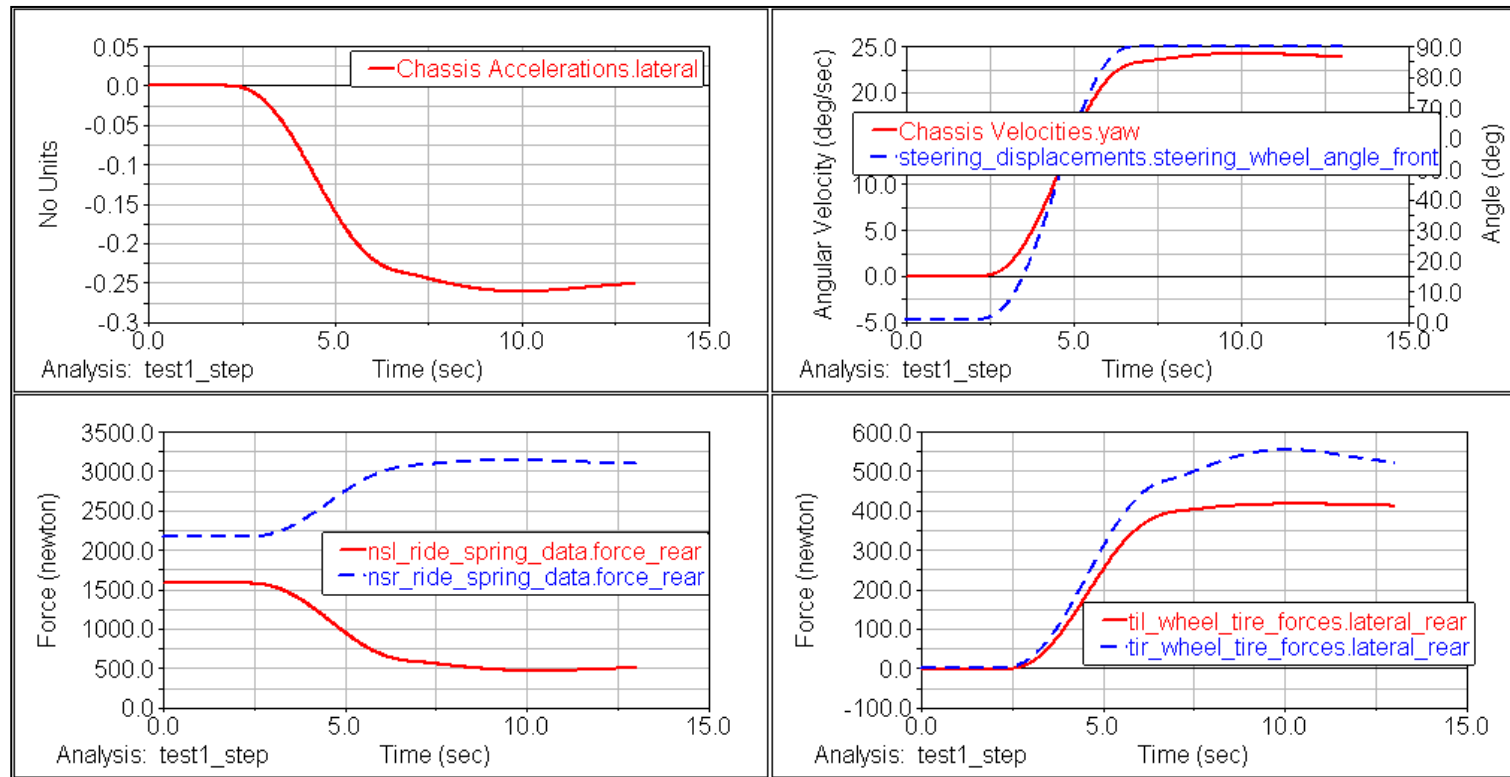 0.05
0.0
-0.05
-0.1
-0.15
-0.2
-0.25
-0.3
No Units
Chassis Accelerations.lateral
0.0
5.0
10.0
15.0
Analysis: test1_step
Time (sec)
25.0
20.0
10.0
5.0
0.0
-5.0
Angular Velocity (deg/sec)
Chassis Velocities.yaw
steering_displacements.steering_wheel_angle_front
90.0
80.0
70.0
40.0
30.0
20.0
10.0
0.0
Angle (deg)
0.0
5.0
10.0
15.0
Analysis: test1_step
Time (sec)
3500.0
3000.0
2500.0
2000.0
1500.0
1000.0
500.0
0.0
Force (newton)
nsl_ride_spring_data.force_rear
nsr_ride_spring_data.force_rear
0.0
5.0
10.0
15.0
Analysis: test1_step
Time (sec)
600.0
500.0
400.0
300.0
200.0
100.0
0.0
-100.0
Force (newton)
til_wheel_tire_forces.lateral_rear
tir_wheel_tire_forces.lateral_rear
0.0
5.0
10.0
15.0
Analysis: test1_step
Time (sec)